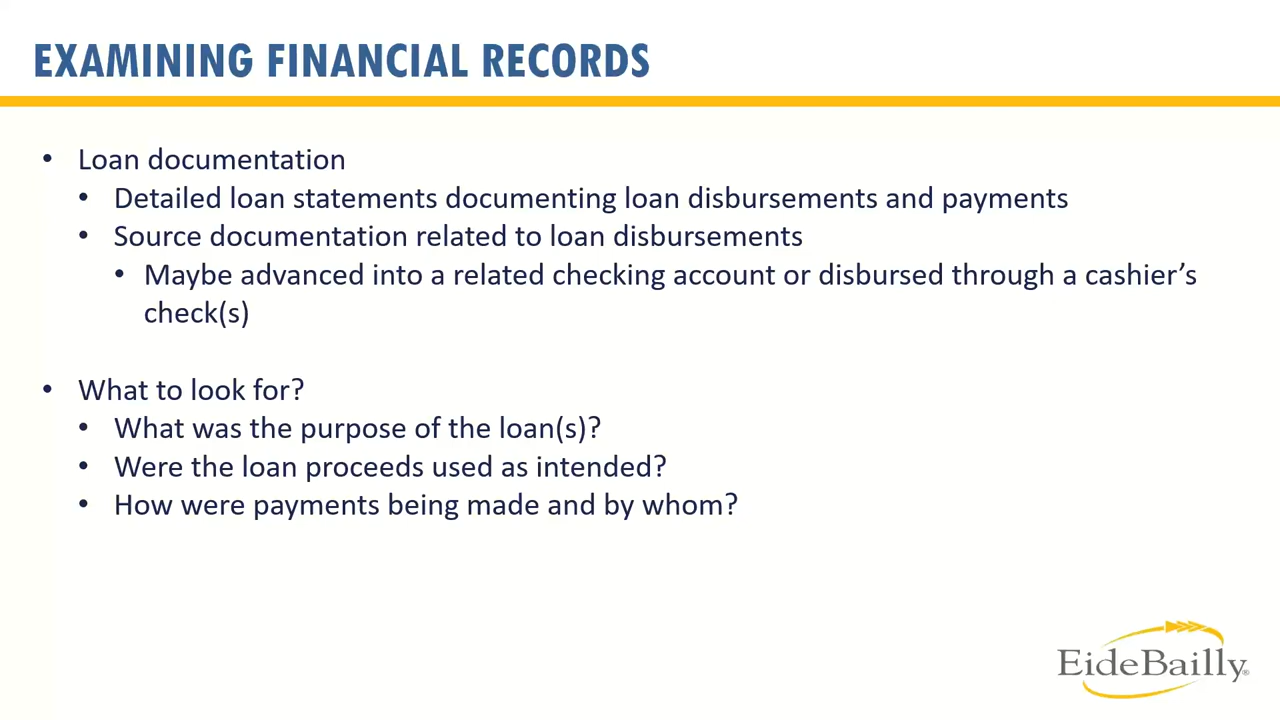 EXAMINING FINANCIAL RECORDS
• Loan documentation
• Detailed loan statements documenting loan disbursements and payments
• Source documentation related to loan disbursements
• Maybe advanced into a related checking account or disbursed through a cashier’s
check(s)
• What to look for?
• What was the purpose of the loan(s)?
• Were the loan proceeds used as intended?
• How were payments being made and by whom?
EideBailly®